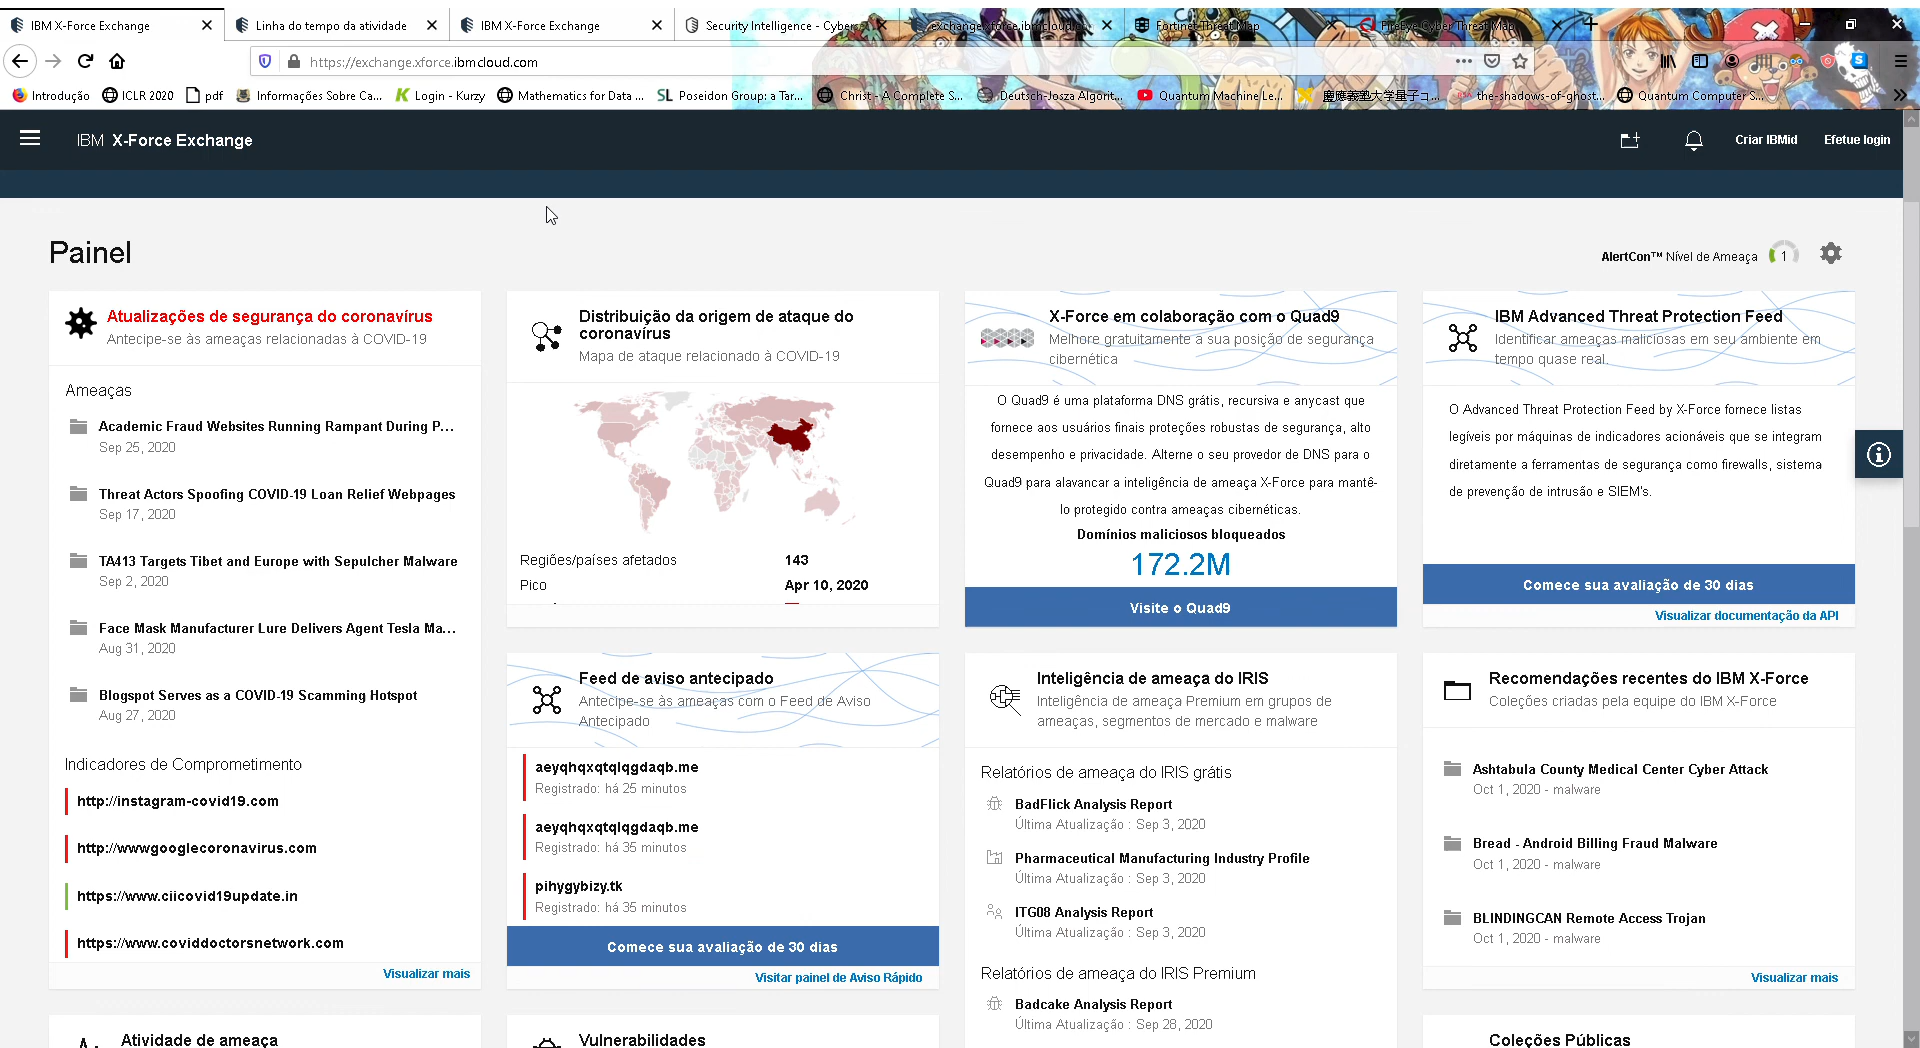 IBM X-Force Exchange
Linha do tempo da atividade
IBM X-Force Exchange
Security Intelligence - Cybers
exchange.xforce.ibmcloud.c
Fortinet Threat Map
FireEye Cyber Threat Map
https://exchange.xforce.ibmcloud.com
Introdução
ICLR 2020
pdf
Informações Sobre Ca...
Login - Kurzy
Mathematics for Data ...
Poseidon Group: a Tar...
Christ - A Complete S...
Deutsch-Josza Algorit...
Quantum Machine Le...
慶應義塾大学量子コ...
the-shadows-of-ghost...
Quantum Computer S...
IBM X-Force Exchange
Criar IBMid
Efetue login
Painel
AlertCon™ Nível de Ameaça 1
Atualizações de segurança do coronavírus
Antecipe-se às ameaças relacionadas à COVID-19
Ameaças
Academic Fraud Websites Running Rampant During P...
Sep 25, 2020
Threat Actors Spoofing COVID-19 Loan Relief Webpages
Sep 17, 2020
TA413 Targets Tibet and Europe with Sepulcher Malware
Sep 2, 2020
Face Mask Manufacturer Lure Delivers Agent Tesla Ma...
Aug 31, 2020
Blogspot Serves as a COVID-19 Scamming Hotspot
Aug 27, 2020
Indicadores de Comprometimento
http://instagram-covid19.com
http://wwwgooglecoronavirus.com
https://www.ciicovid19update.in
https://www.coviddoctorsnetwork.com
Visualizar mais
Distribuição da origem de ataque do
coronavírus
Mapa de ataque relacionado à COVID-19
Regiões/países afetados 143
Pico Apr 10, 2020
X-Force em colaboração com o Quad9
Melhore gratuitamente a sua posição de segurança
cibernética
O Quad9 é uma plataforma DNS grátis, recursiva e anycast que
fornece aos usuários finais proteções robustas de segurança, alto
desempenho e privacidade. Alterne o seu provedor de DNS para o
Quad9 para alavancar a inteligência de ameaça X-Force para mantê-
lo protegido contra ameaças cibernéticas.
Domínios maliciosos bloqueados
172.2M
Visite o Quad9
IBM Advanced Threat Protection Feed
Identificar ameaças maliciosas em seu ambiente em
tempo quase real.
O Advanced Threat Protection Feed by X-Force fornece listas
legíveis por máquinas de indicadores acionáveis que se integram
diretamente a ferramentas de segurança como firewalls, sistema
de prevenção de intrusão e SIEM's.
Comece sua avaliação de 30 dias
Visualizar documentação da API
Feed de aviso antecipado
Antecipe-se às ameaças com o Feed de Aviso
Antecipado
aeyqhqxqtqlqgdaqb.me
Registrado: há 25 minutos
aeyqhqxqtqlqgdaqb.me
Registrado: há 35 minutos
pihygybizy.tk
Registrado: há 35 minutos
Comece sua avaliação de 30 dias
Visitar painel de Aviso Rápido
Inteligência de ameaça do IRIS
Inteligência de ameaça Premium em grupos de
ameaças, segmentos de mercado e malware
Relatórios de ameaça do IRIS grátis
BadFlick Analysis Report
Última Atualização : Sep 3, 2020
Pharmaceutical Manufacturing Industry Profile
Última Atualização : Sep 3, 2020
ITG08 Analysis Report
Última Atualização : Sep 3, 2020
Relatórios de ameaça do IRIS Premium
Badcake Analysis Report
Última Atualização : Sep 28, 2020
Recomendações recentes do IBM X-Force
Coleções criadas pela equipe do IBM X-Force
Ashtabula County Medical Center Cyber Attack
Oct 1, 2020 - malware
Bread - Android Billing Fraud Malware
Oct 1, 2020 - malware
BLINDINGCAN Remote Access Trojan
Oct 1, 2020 - malware
Visualizar mais
Atividade de ameaça
Vulnerabilidades
Coleções Públicas